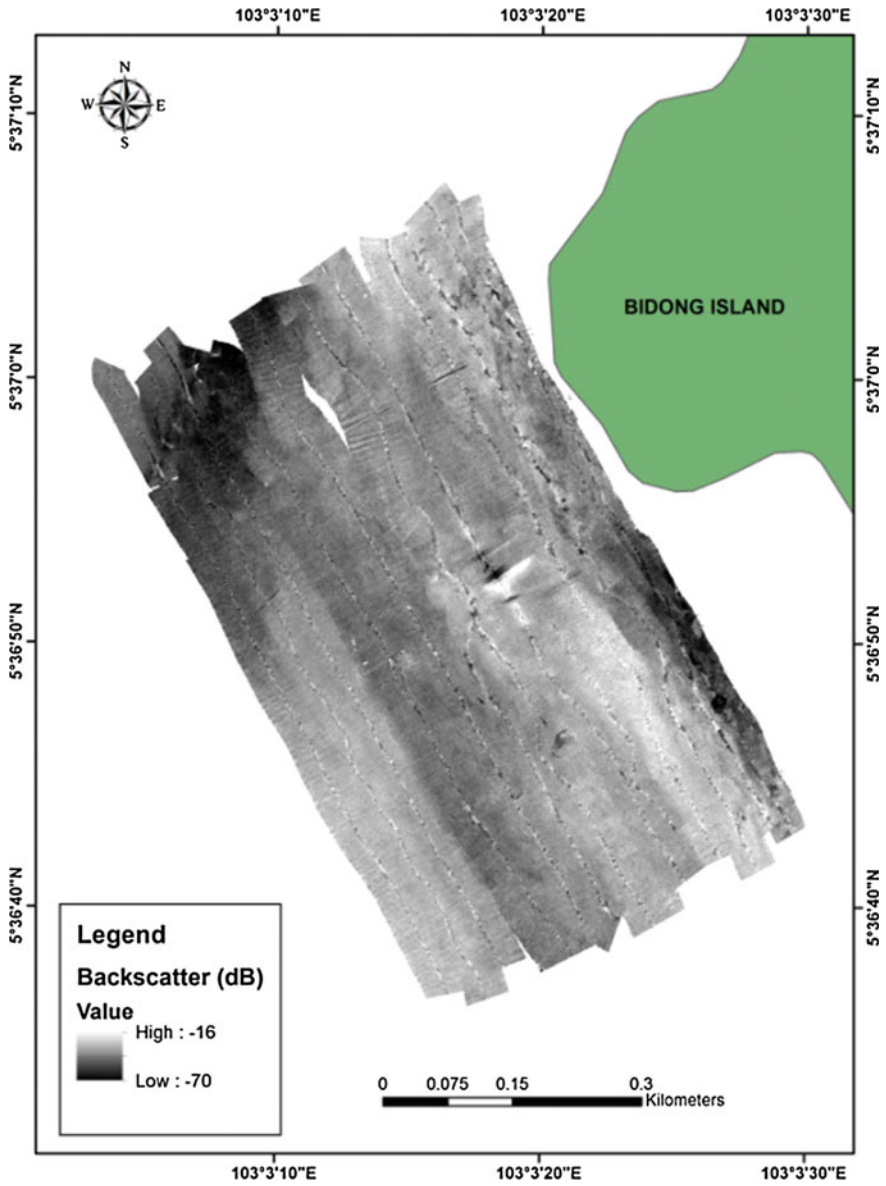 103°3'10"E 103°3'20"E 103°3'30"E
N
W E
S
5°37'10"N 5°37'10"N
BIDONG ISLAND
5°37'0"N 5°37'0"N
5°36'50"N 5°36'50"N
5°36'40"N 5°36'40"N
Legend
Backscatter (dB)
Value
High : -16
Low : -70
0 0.075 0.15 0.3
Kilometers
103°3'10"E 103°3'20"E 103°3'30"E